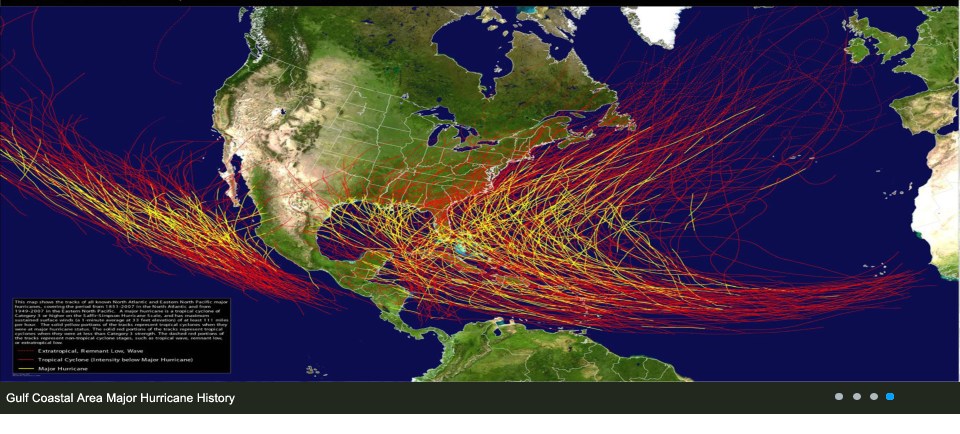 This map shows the tracks of all known North Atlantic and Eastern North Pacific major
hurricanes, covering the period from 1851-2007 in the North Atlantic and from
1949-2007 in the Eastern North Pacific. A major hurricane is a tropical cyclone of
Category 3 or higher on the Saffir-Simpson Hurricane Scale, and has maximum
sustained surface winds (a 1-minute average at 33 feet elevation) of at least 111 miles
per hour. The solid yellow portions of the tracks represent tropical cyclones when they
were at major hurricane status. The solid red portions of the tracks represent tropical
cyclones when they were at less than Category 3 strength. The dashed red portions of
the tracks represent non-tropical cyclone stages, such as tropical wave, remnant low,
or extratropical low.
Extratropical, Remnant Low, Wave
Tropical Cyclone (Intensity below Major Hurricane)
Major Hurricane
Gulf Coastal Area Major Hurricane History